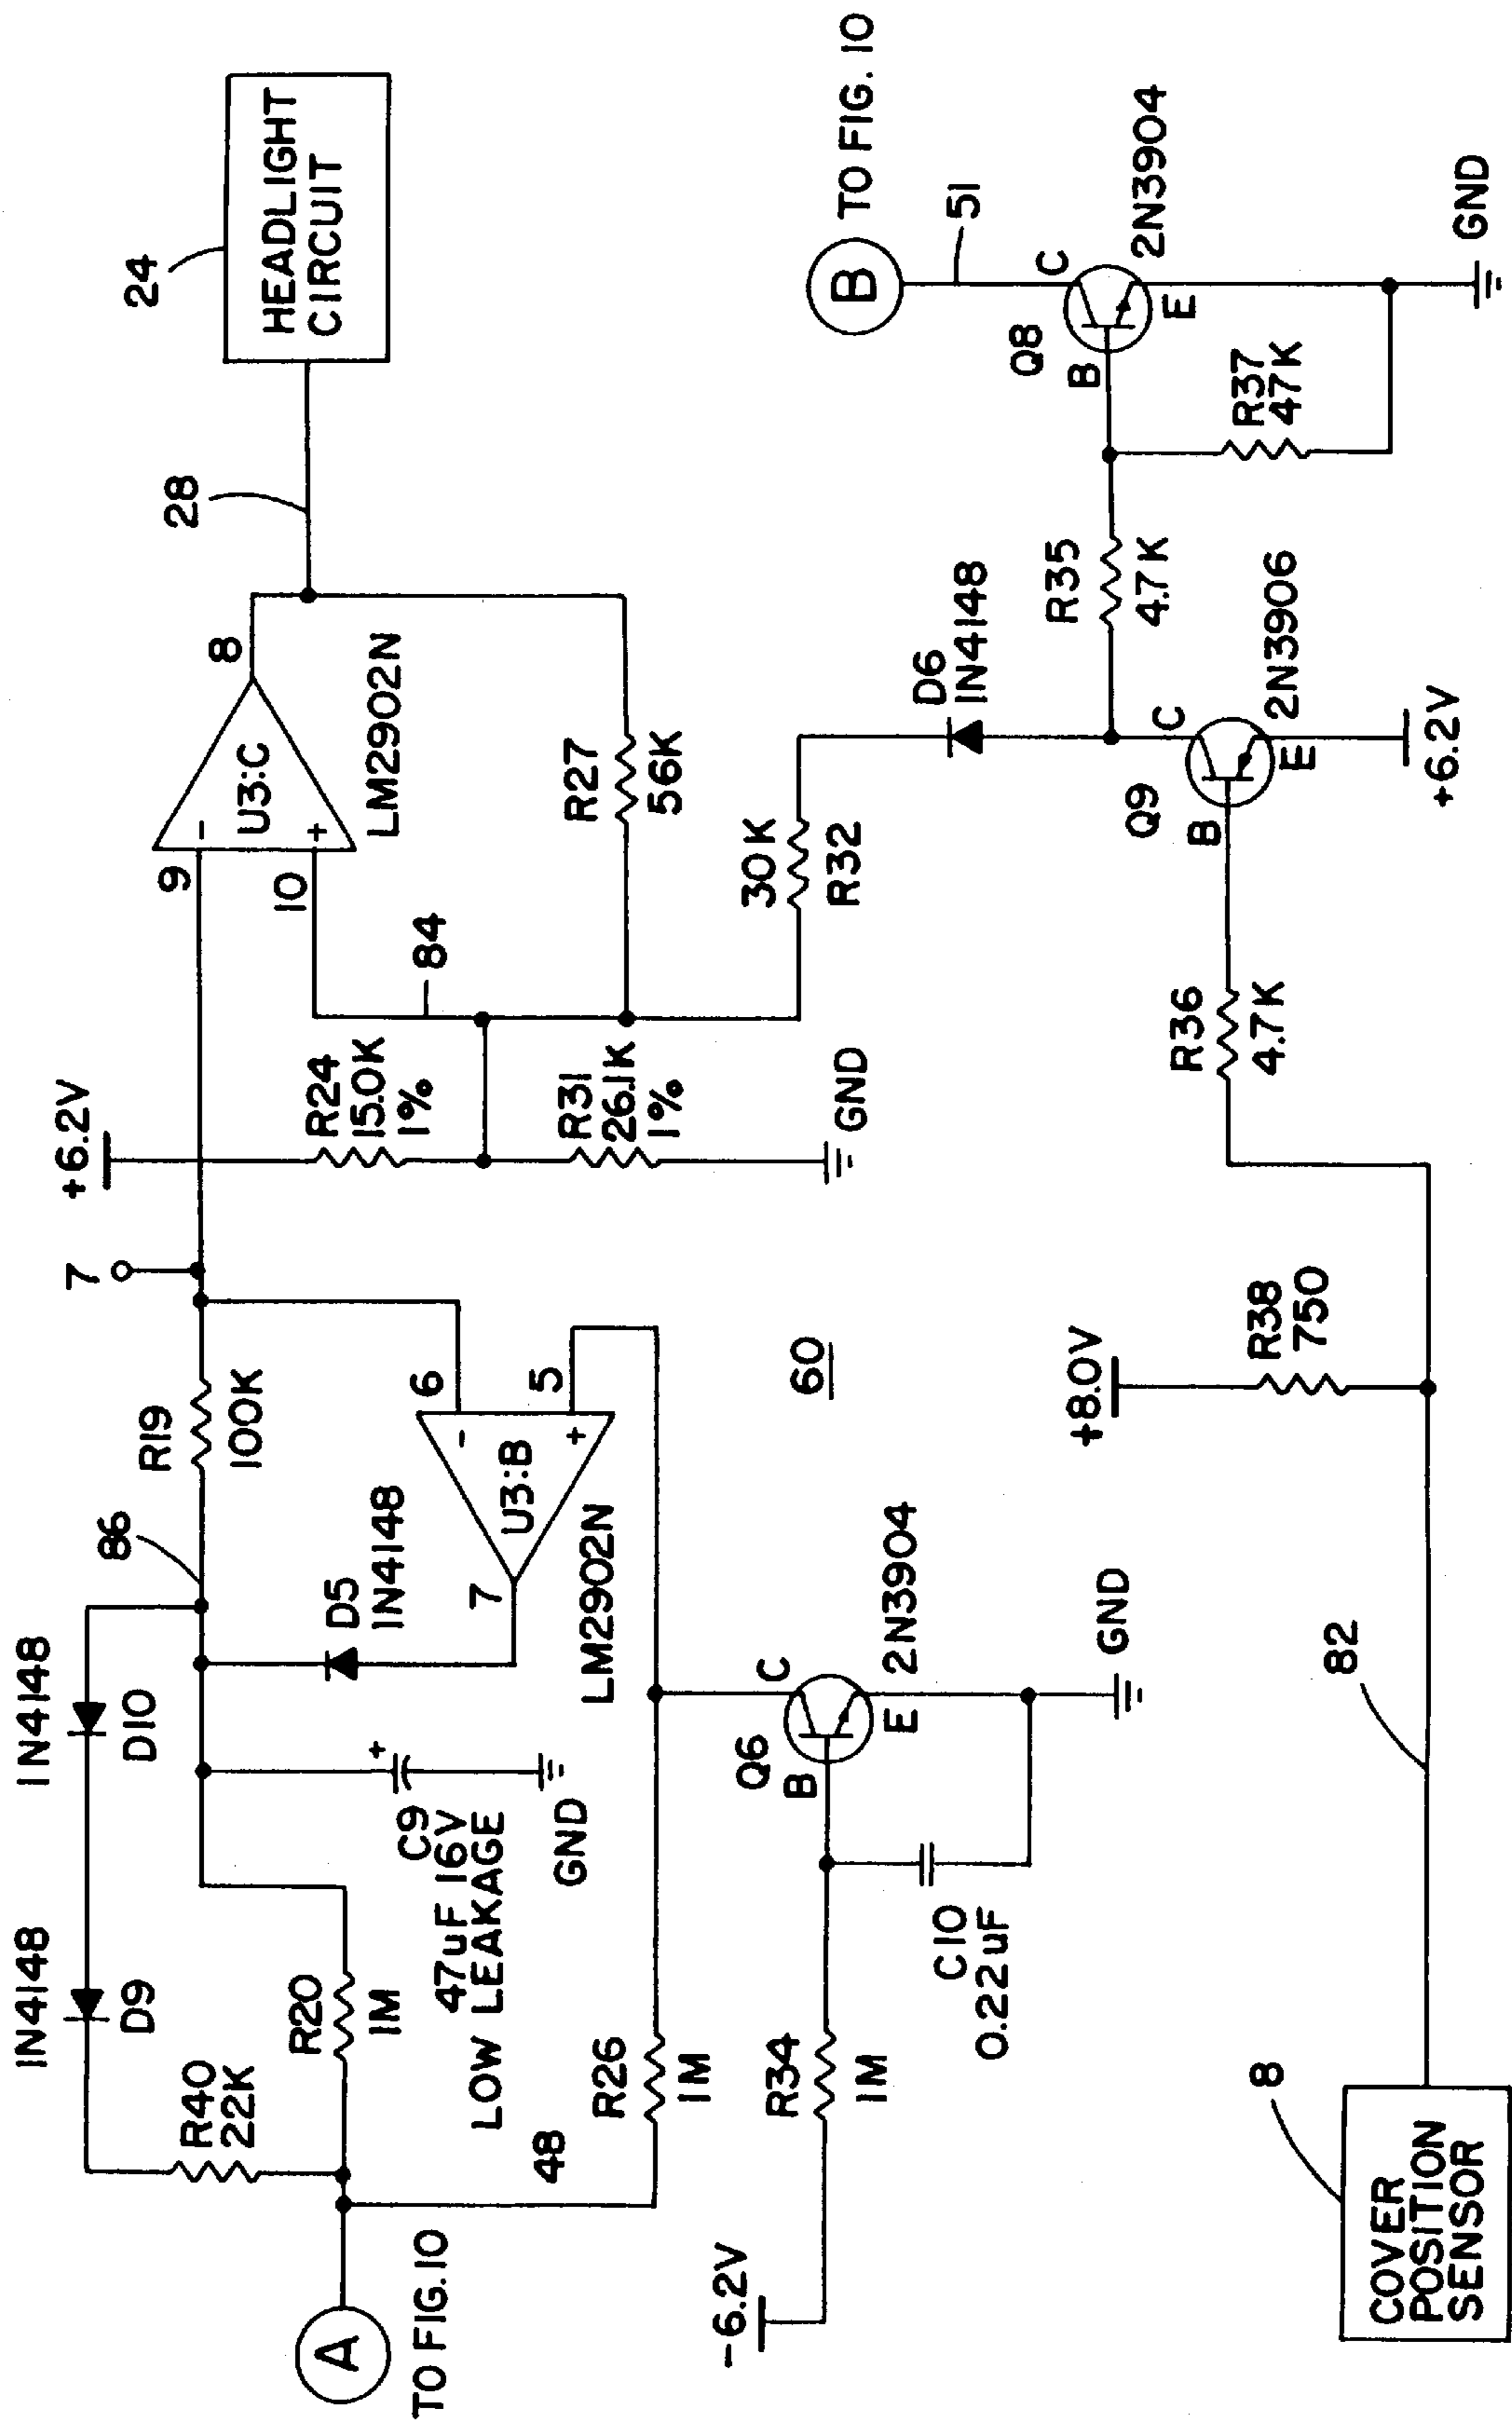 24
HEADLIGHT
CIRCUIT
28
8
9
10
-
+
U3:C
LM2902N
84
R27
56K
+6.2V
R24
15.0K
1%
R31
26.1K
1%
GND
7
R19
100K
86
6
5
-
+
U3:B
7
LM2902N
D5
1N4148
1N4148
D10
1N4148
D9
R40
22K
R20
1M
+
C9
47uF 16V
LOW LEAKAGE
GND
A
TO FIG.10
48
R26
1M
Q6
B
C
E
2N3904
GND
R34
1M
C10
0.22uF
-6.2V
60
B
TO FIG. 10
51
Q8
B
C
E
2N3904
GND
R37
47K
R35
4.7K
D6
1N4148
30K
R32
Q9
B
C
E
2N3906
+6.2V
R36
4.7K
+8.0V
R38
750
82
8
COVER
POSITION
SENSOR